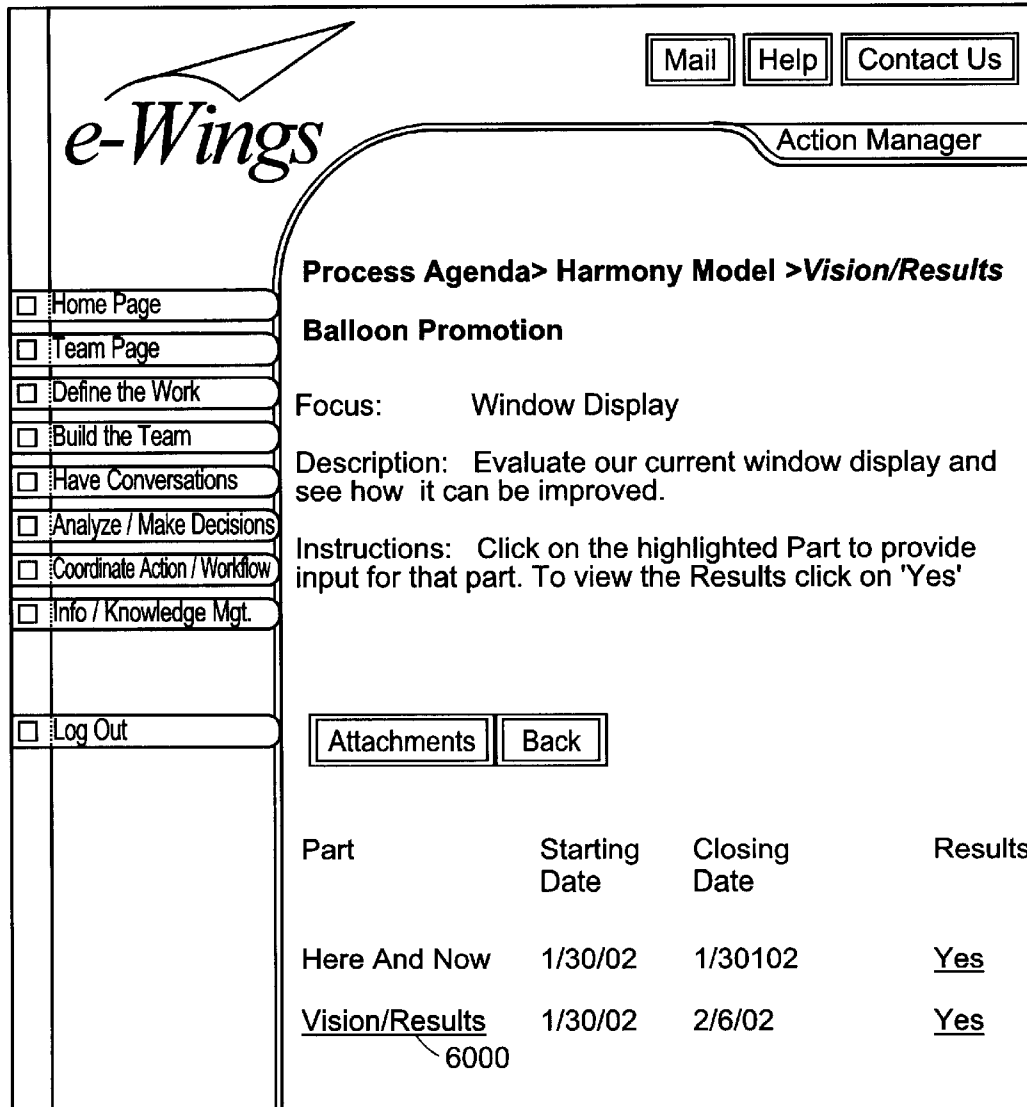 Mail Help Contact Us
e-Wings
Action Manager
Process Agenda> Harmony Model >Vision/Results
Balloon Promotion
Home Page
Team Page
Define the Work
Build the Team
Have Conversations
Analyze / Make Decisions
Coordinate Action / Workflow
Info / Knowledge Mgt.
Log Out
Focus: Window Display
Description: Evaluate our current window display and
see how it can be improved.
Instructions: Click on the highlighted Part to provide
input for that part. To view the Results click on 'Yes'
Attachments Back
Part Starting Closing Results
Date Date
Here And Now 1/30/02 1/30102 Yes
Vision/Results 1/30/02 2/6/02 Yes
6000